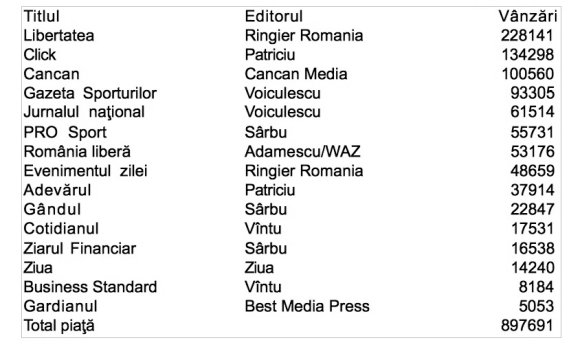 Titlul Editorul Vânzări
Libertatea Ringier Romania 228141
Click Patriciu 134298
Cancan Cancan Media 100560
Gazeta Sporturilor Voiculescu 93305
Jurnalul naţional Voiculescu 61514
PRO Sport Sârbu 55731
România liberă Adamescu/WAZ 53176
Evenimentul zilei Ringier Romania 48659
Adevărul Patriciu 37914
Gândul Sârbu 22847
Cotidianul Vîntu 17531
Ziarul Financiar Sârbu 16538
Ziua Ziua 14240
Business Standard Vîntu 8184
Gardianul Best Media Press 5053
Total piaţă 897691